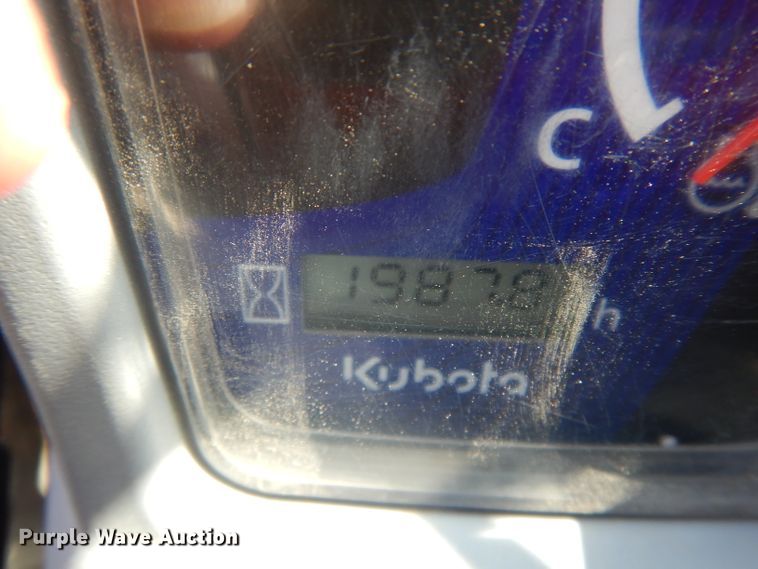 C
1987.8 h
Kubota
Purple Wave Auction